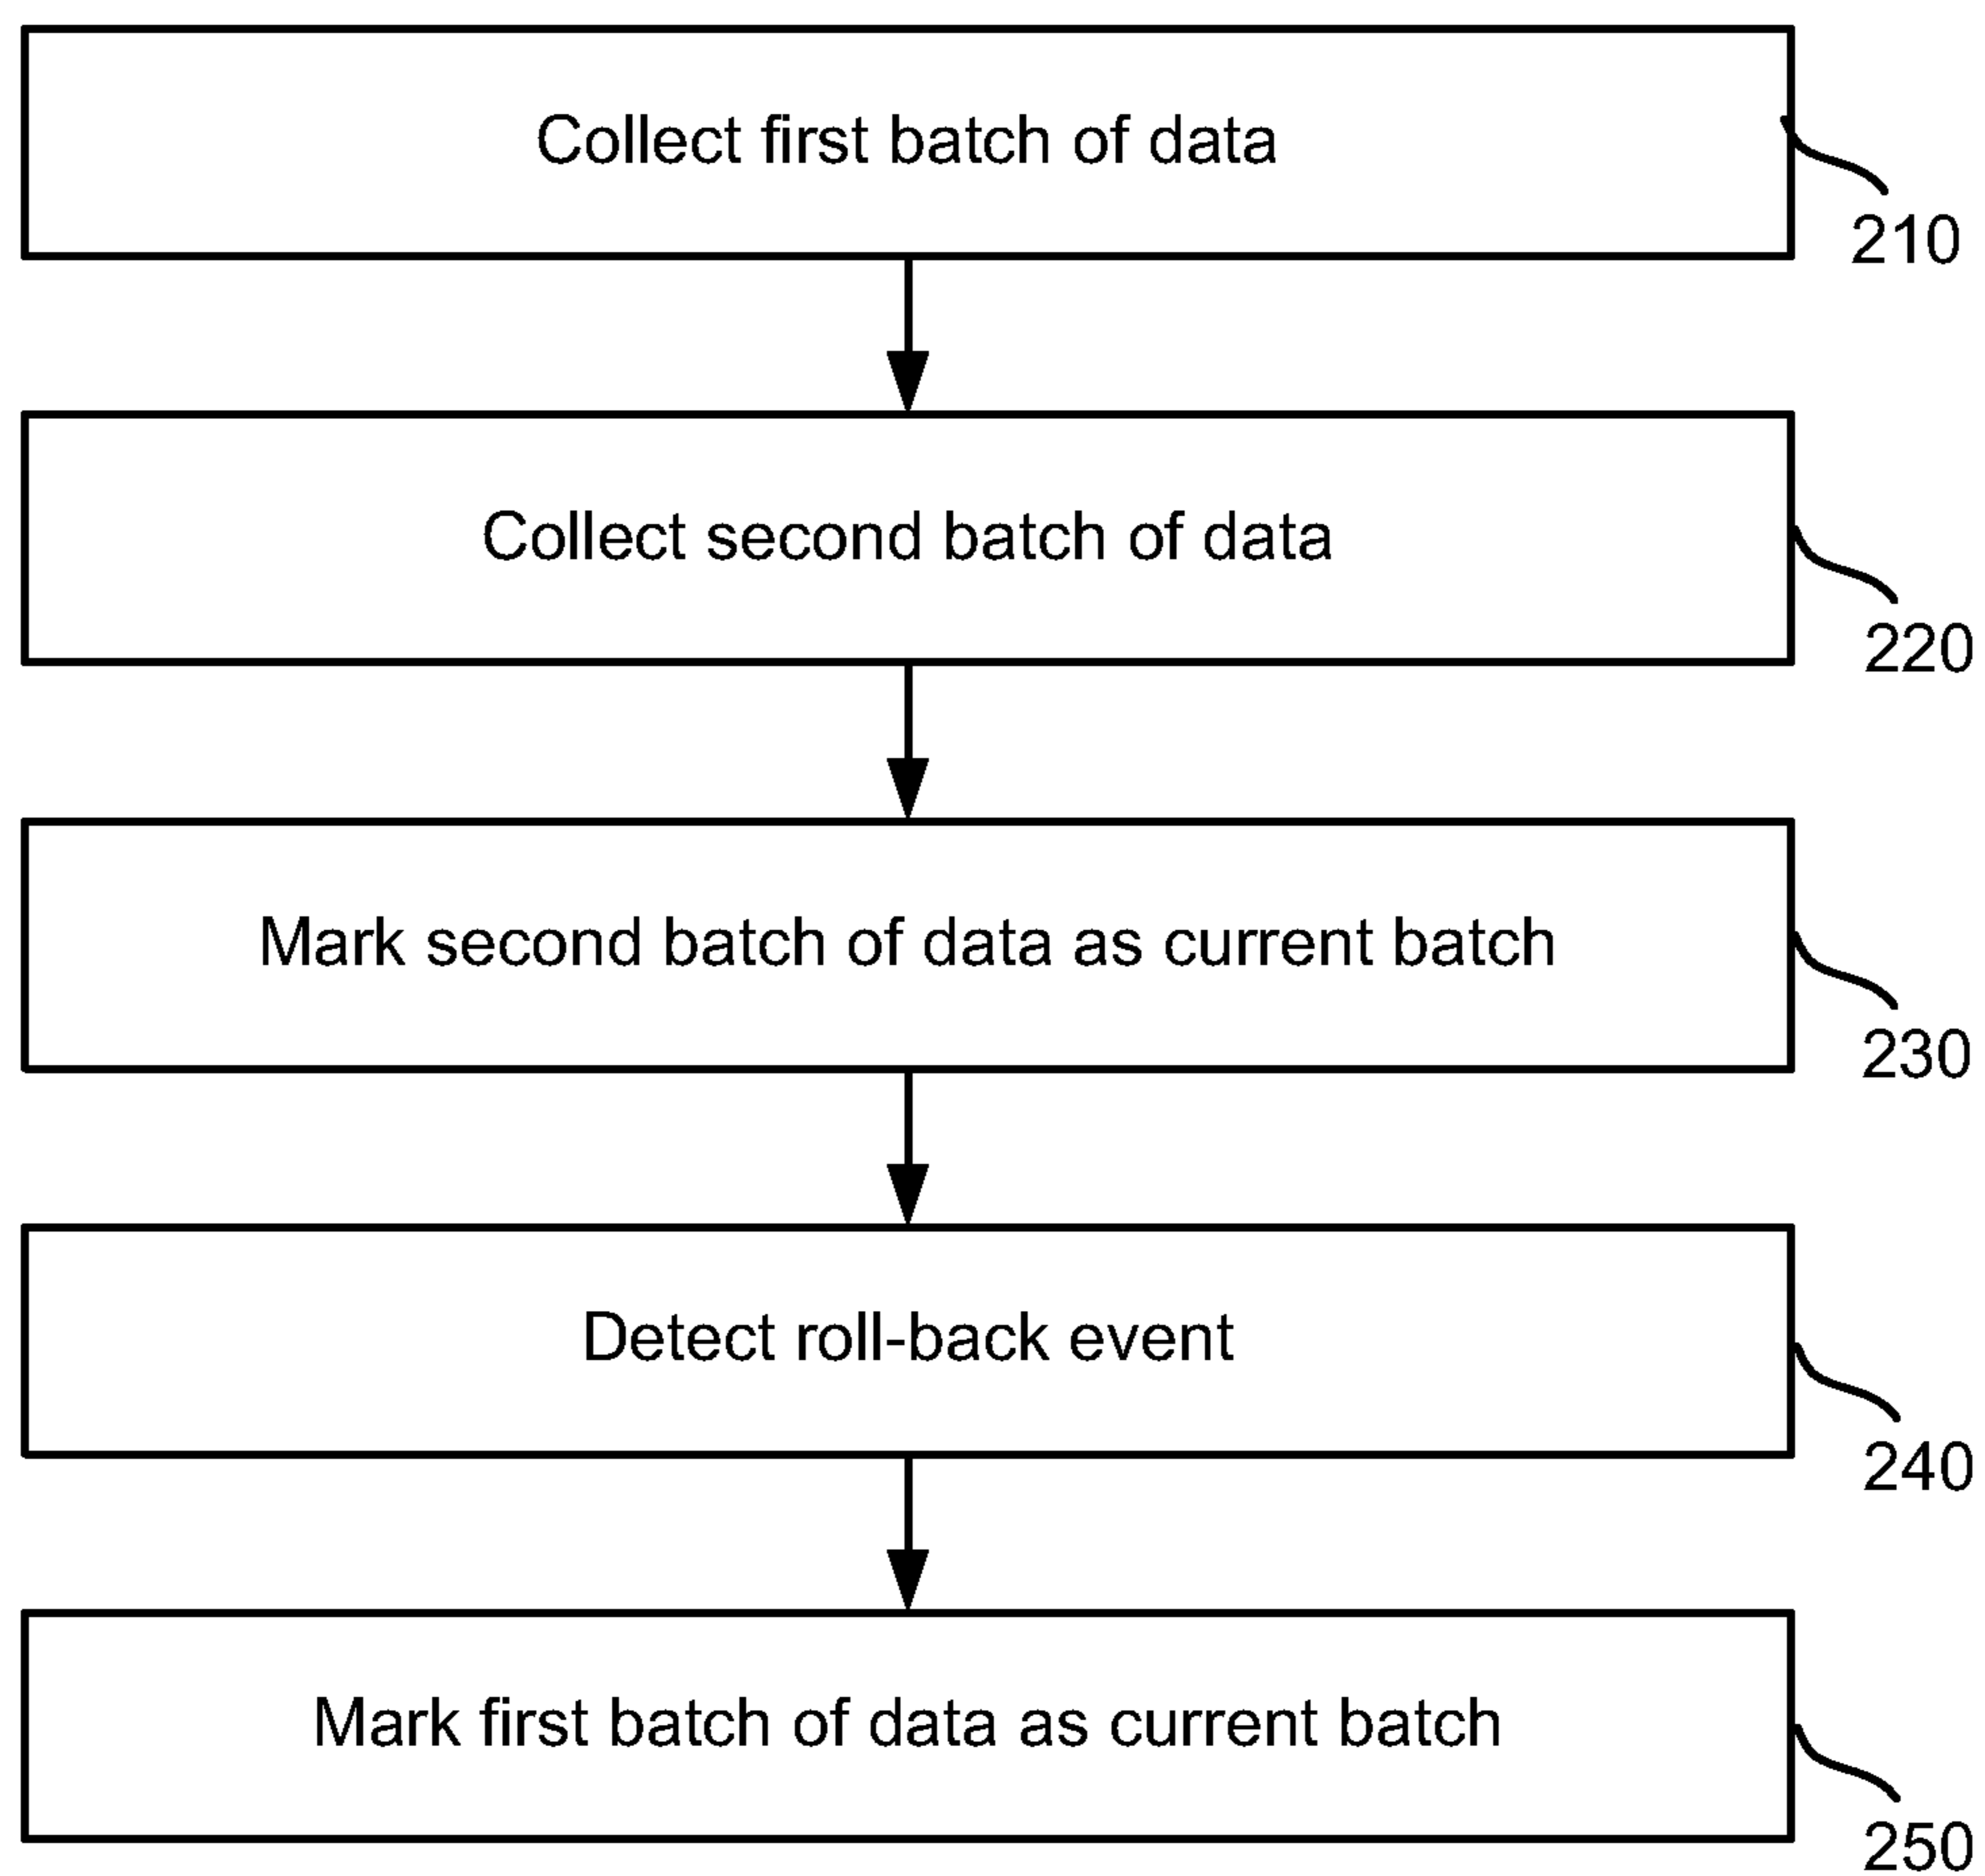 Collect first batch of data
210
Collect second batch of data
220
Mark second batch of data as current batch
230
Detect roll-back event
240
Mark first batch of data as current batch
250